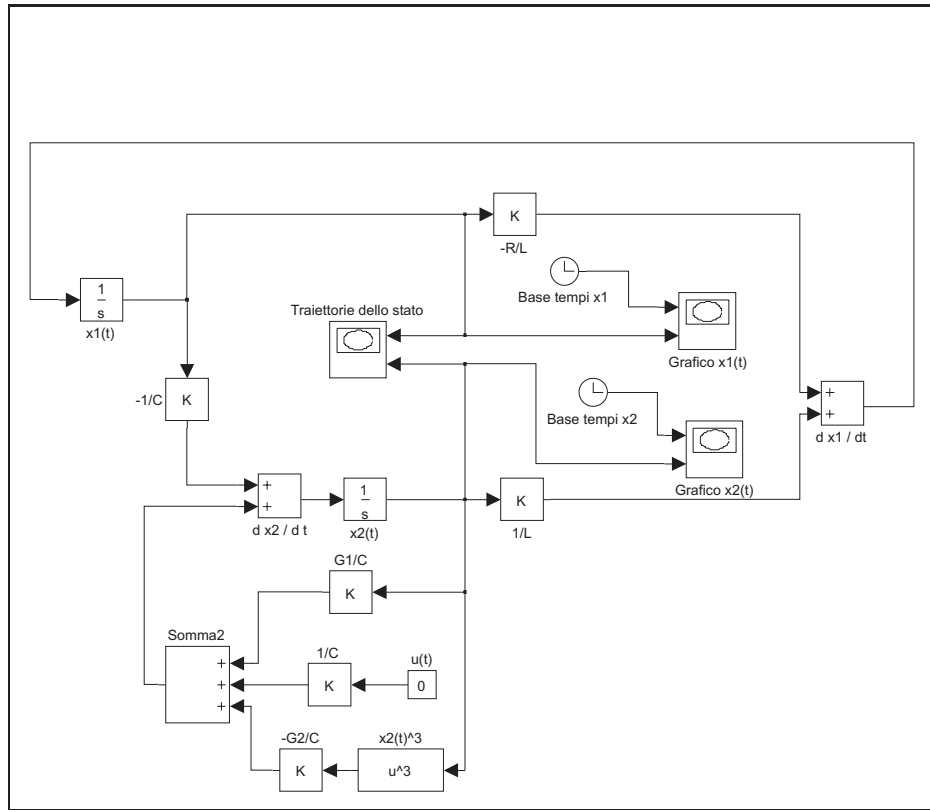 K
-R/L
Base tempi x1
1
s
x1(t)
Traiettorie dello stato
Grafico x1(t)
-1/C
K
Base tempi x2
+
+
d x1 / dt
Grafico x2(t)
+
+
d x2 / d t
1
s
x2(t)
K
1/L
G1/C
K
Somma2
+
+
+
1/C
K
u(t)
0
-G2/C
K
x2(t)^3
u^3